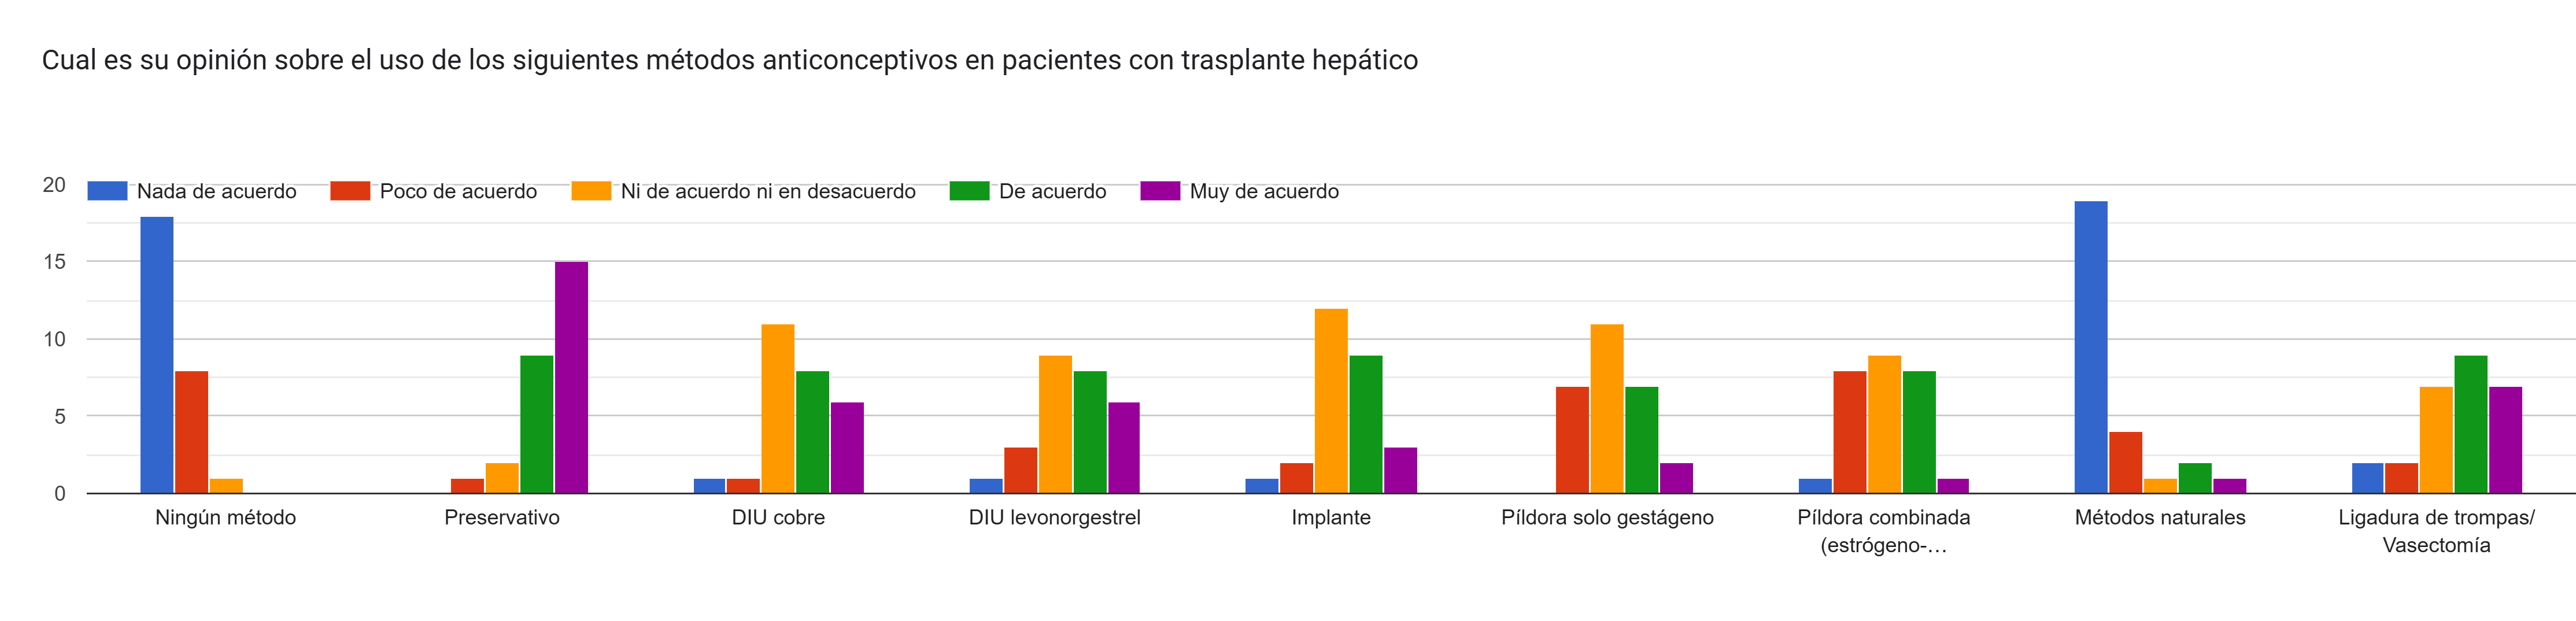 Cual es su opinión sobre el uso de los siguientes métodos anticonceptivos en pacientes con trasplante hepático
Nada de acuerdo Poco de acuerdo Ni de acuerdo ni en desacuerdo De acuerdo Muy de acuerdo
20
15
10
5
0
Ningún método Preservativo DIU cobre DIU levonorgestrel Implante Píldora solo gestágeno Píldora combinada Métodos naturales Ligadura de trompas/
(estrógeno-… Vasectomía